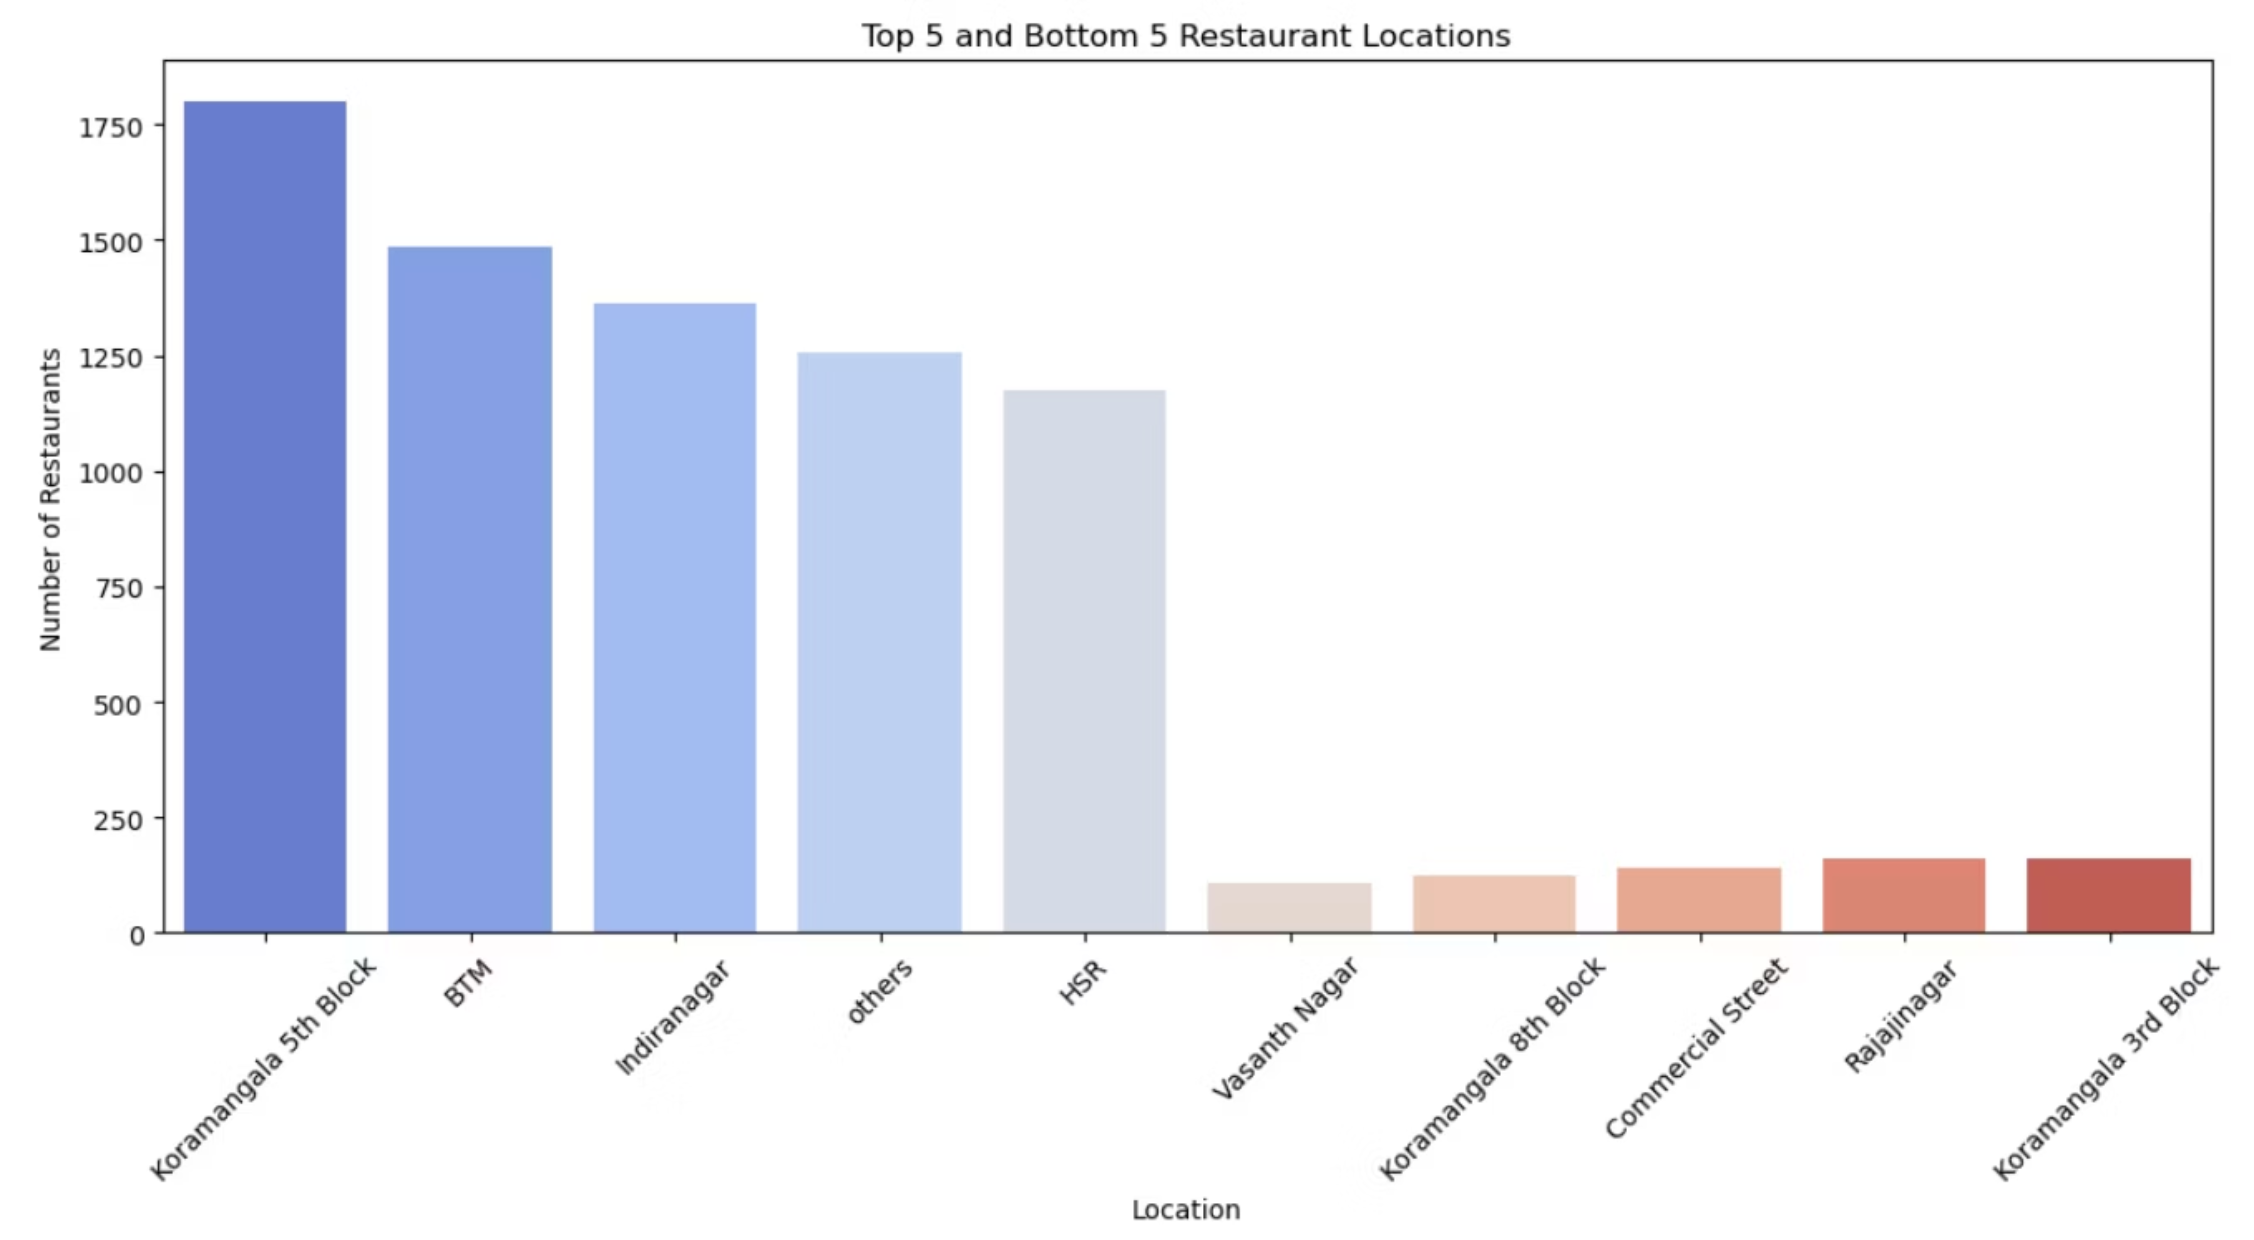 Top 5 and Bottom 5 Restaurant Locations
Number of Restaurants
1750
1500
1250
1000
750
500
250
0
Koramangala 5th Block
BTM
Indiranagar
others
HSR
Vasanth Nagar
Koramangala 8th Block
Commercial Street
Rajajinagar
Koramangala 3rd Block
Location